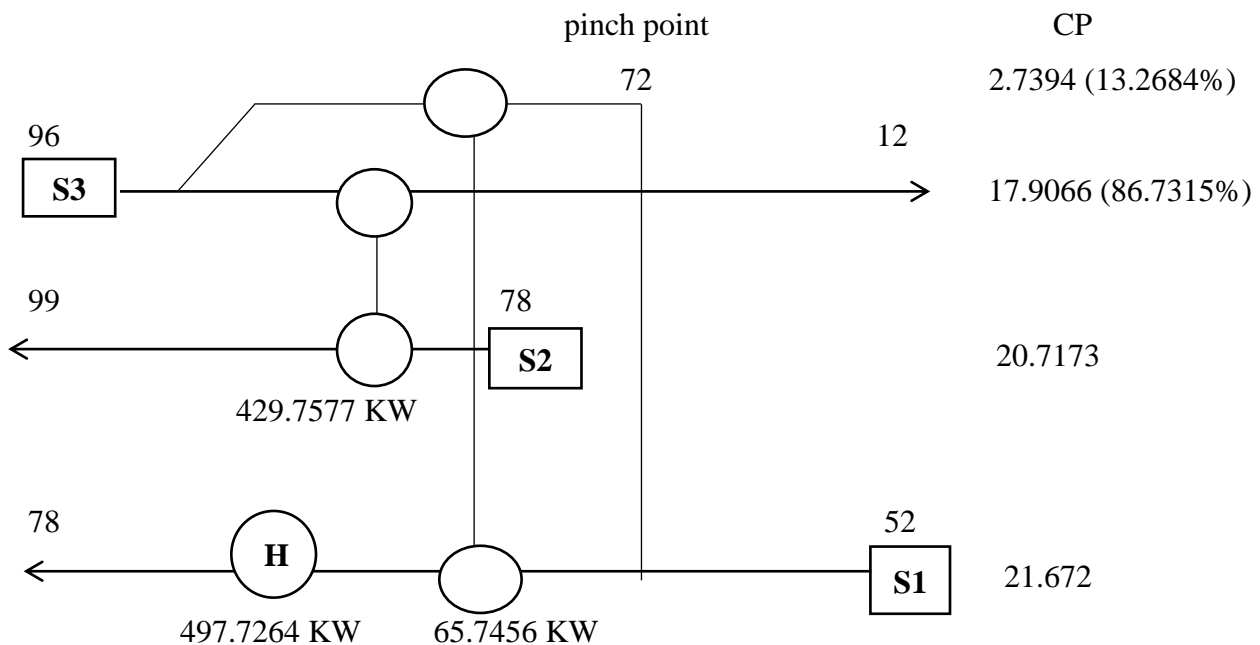 pinch point CP
72 2.7394 (13.2684%)
96 12
S3 17.9066 (86.7315%)
99 78
S2 20.7173
429.7577 KW
78 52
H S1 21.672
497.7264 KW 65.7456 KW